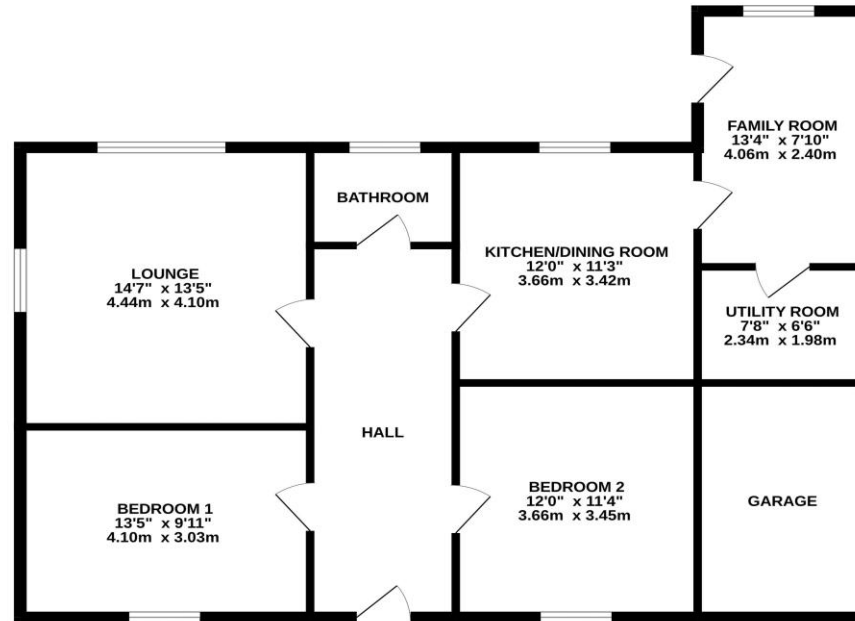 FAMILY ROOM
13'4" x 7'10"
4.06m x 2.40m
BATHROOM
LOUNGE
14'7" x 13'5"
4.44m x 4.10m
KITCHEN/DINING ROOM
12'0" x 11'3"
3.66m x 3.42m
UTILITY ROOM
7'8" x 6'6"
2.34m x 1.98m
HALL
BEDROOM 1
13'5" x 9'11"
4.10m x 3.03m
BEDROOM 2
12'0" x 11'4"
3.66m x 3.45m
GARAGE